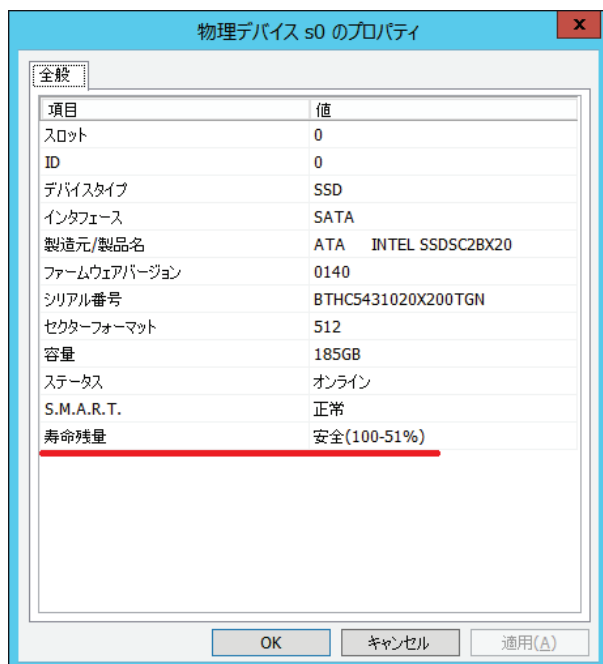 物理デバイス s0 のプロパティ
x
全般
項目 値
スロット 0
ID 0
デバイスタイプ SSD
インタフェース SATA
製造元/製品名 ATA INTEL SSDSC2BX20
ファームウェアバージョン 0140
シリアル番号 BTHC5431020X200TGN
セクターフォーマット 512
容量 185GB
ステータス オンライン
S.M.A.R.T. 正常
寿命残量 安全(100-51%)
OK キャンセル 適用(A)